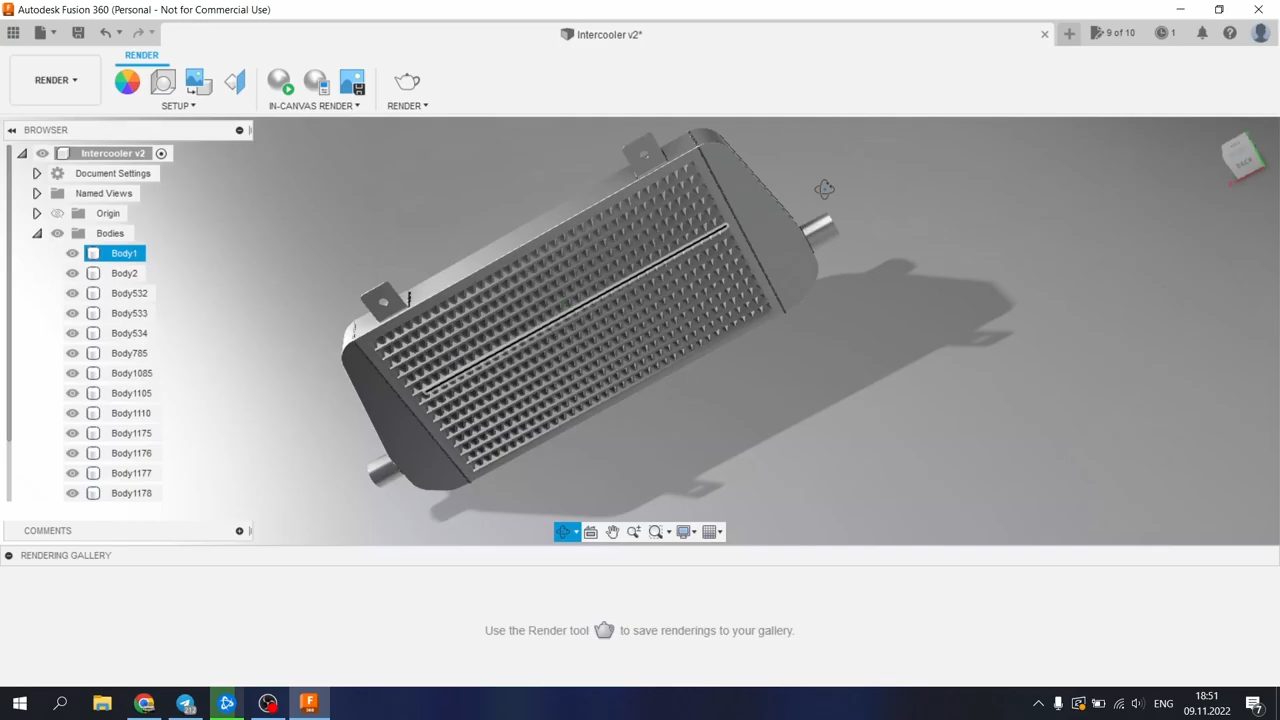 Autodesk Fusion 360 (Personal - Not for Commercial Use)
Intercooler v2*
9 of 10
1
RENDER
RENDER
SETUP
IN-CANVAS RENDER
RENDER
BROWSER
Intercooler v2
Document Settings
Named Views
Origin
Bodies
Body1
Body2
Body532
Body533
Body534
Body785
Body1085
Body1105
Body1110
Body1175
Body1176
Body1177
Body1178
BACK
COMMENTS
RENDERING GALLERY
Use the Render tool to save renderings to your gallery.
ENG
18:51
09.11.2022
7